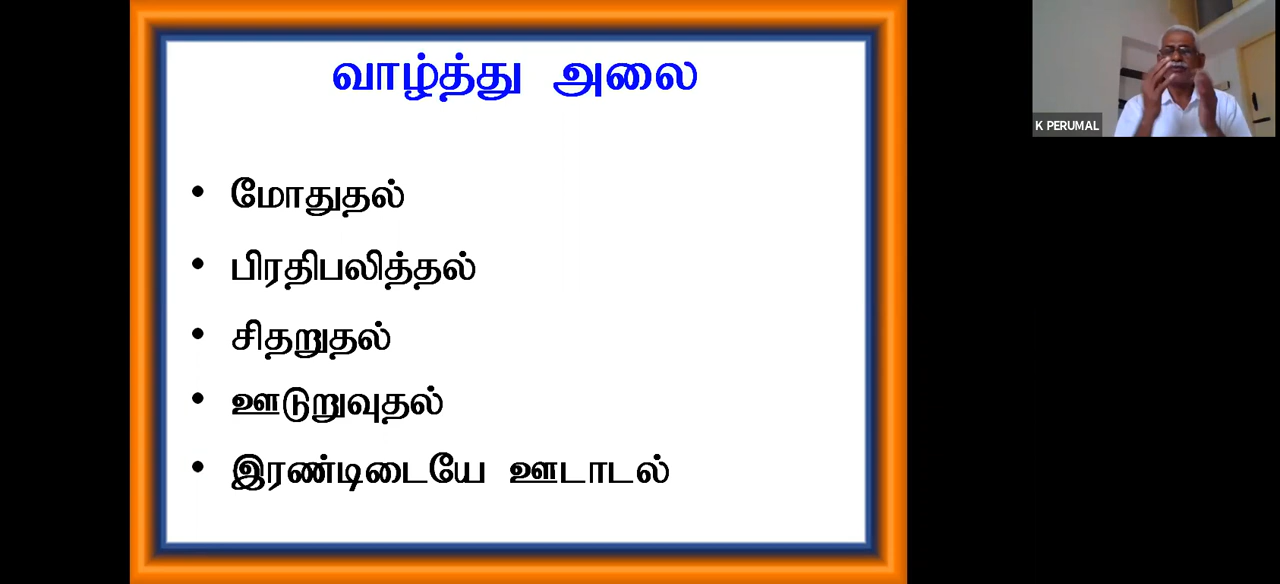 வாழ்த்து அலை
• மோதுதல்
• பிரதிபலித்தல்
• சிதறுதல்
• ஊடுறுவுதல்
• இரண்டிடையே ஊடாடல்
K PERUMAL